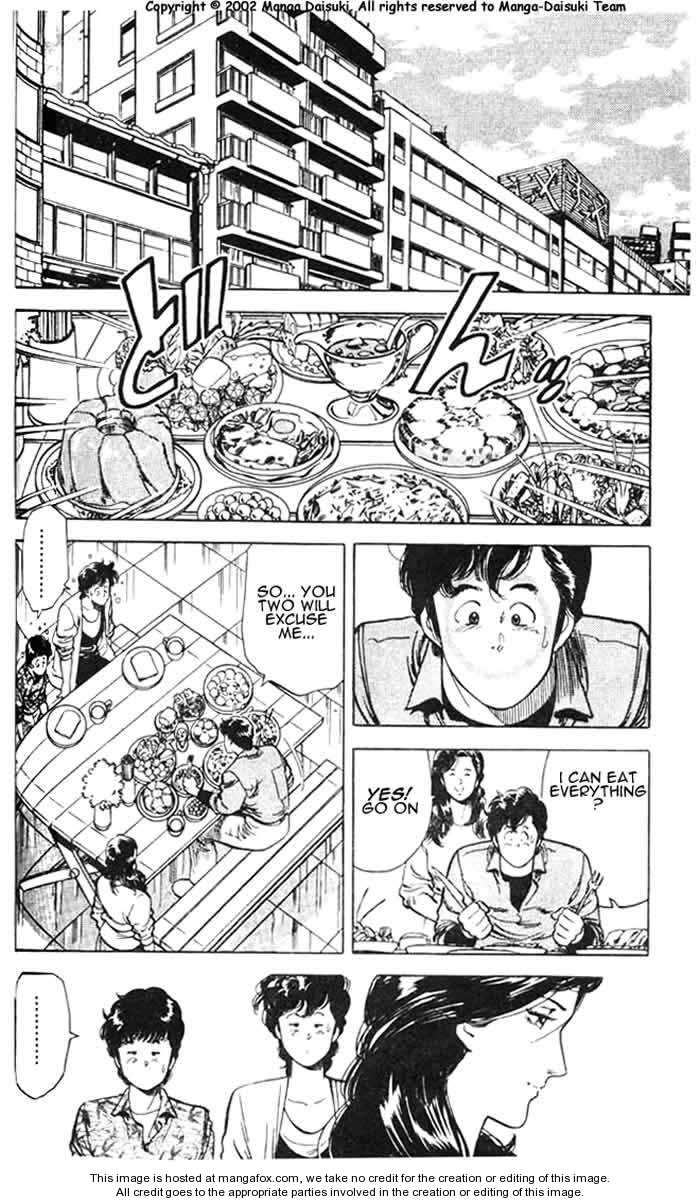 Copyright © 2002 Manga Daisuki, All rights reserved to Manga-Daisuki Team
どどん
..........
SO... YOU
TWO WILL
EXCUSE
ME...
I CAN EAT
EVERYTHING
?
YES!
GO ON
..........
This image is hosted at mangafox.com, we take no credit for the creation or editing of this image.
All credit goes to the appropriate parties involved in the creation or editing of this image.